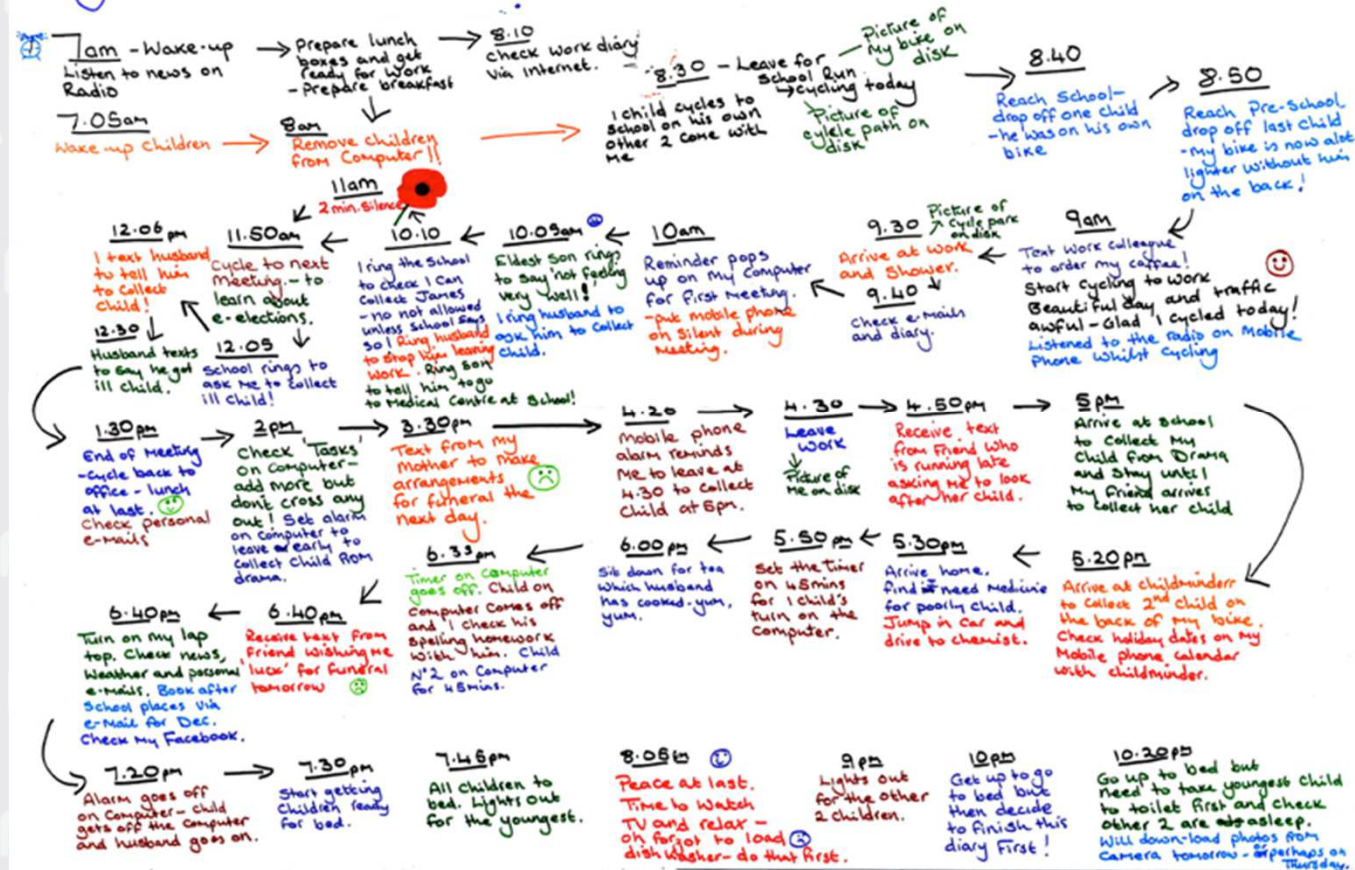 7am - Wake-up
Listen to news on
Radio
Prepare lunch
boxes and get
ready for work
- Prepare breakfast
8.10
Check work diary
via Internet.
8.30 - Leave for
School Run
cycling today
Picture of
My bike on
disk
Picture of
cycle path on
disk
1 child cycles to
school on his own
other 2 come with
me
8.40
Reach School-
drop off one child
- he was on his own
bike
8.50
Reach Pre-School
drop off last Child
- My bike is now alot
lighter without him
on the back!
7.05am
Wake up Children
8am
Remove children
from Computer!!
9am
Text work colleague
to order my coffee!
Start cycling to work
Beautiful day and traffic
awful - Glad I cycled today!
Listened to the radio on Mobile
Phone whilst cycling
9.30
Picture of
cycle park
on disk
Arrive at work
and Shower.
9.40
Check e-mails
and diary.
10am
Reminder pops
up on my computer
for first Meeting.
- put mobile phone
on silent during
Meeting.
10.05am
Eldest son rings
to say 'not feeling
very well!
I ring husband to
ask him to collect
child.
10.10
I ring the School
to check I can
collect James
- no not allowed
unless school says
so! Ring husband
to stop him leaving
work. Ring son
to tell him to go
to Medical Centre at School!
11am
2 min. silence
11.50am
Cycle to next
meeting - to
learn about
e-elections.
12.05
School rings to
ask me to collect
ill child!
12.06 pm
I text husband
to tell him
to collect
Child!
12.30
Husband texts
to say he got
ill child.
1.30pm
End of Meeting
- cycle back to
office - lunch
at last.
Check personal
e-mails
2pm
Check 'Tasks'
on computer -
add more but
don't cross any
out! Set alarm
on computer to
leave early to
collect child from
drama.
3.30pm
Text from my
mother to make
arrangements
for funeral the
next day.
4.20
Mobile phone
alarm reminds
me to leave at
4.30 to collect
Child at 5pm.
4.30
Leave
work
Picture of
me on disk
4.50pm
Receive text
from friend who
is running late
asking me to look
after her child.
5pm
Arrive at school
to collect my
Child from Drama
and stay until
My friend arrives
to collect her child
5.20pm
Arrive at childminders
to collect 2nd child on
the back of my bike.
Check holiday dates on my
Mobile phone calendar
with childminder.
5.30pm
Arrive home,
find need medicine
for poorly child.
Jump in car and
drive to chemist.
5.50pm
Set the timer
on 45mins
for 1 child's
turn on the
computer.
6.00pm
Sit down for tea
which husband
has cooked. yum,
yum.
6.35pm
Timer on computer
goes off. Child on
computer comes off
and I check his
spelling homework
with him. Child
No 2 on computer
for 45mins.
6.40pm
Receive text from
Friend wishing me
'luck' for funeral
tomorrow
6.40pm
Turn on my lap
top. Check news,
weather and personal
e-mails. Book after
school places via
e-mail for Dec.
Check my Facebook.
7.20pm
Alarm goes off
on computer - child
gets off the computer
and husband goes on.
7.30pm
Start getting
children ready
for bed.
7.45pm
All children to
bed. Lights out
for the youngest.
8.05
Peace at last.
Time to watch
TV and relax -
oh forgot to load
dishwasher - do that first.
9pm
Lights out
for the other
2 children.
10pm
Get up to go
to bed but
then decide
to finish this
diary first!
10.20pm
Go up to bed but
need to take youngest child
to toilet first and check
other 2 are asleep.
Will down-load photos from
camera tomorrow - or perhaps on
Thursday.